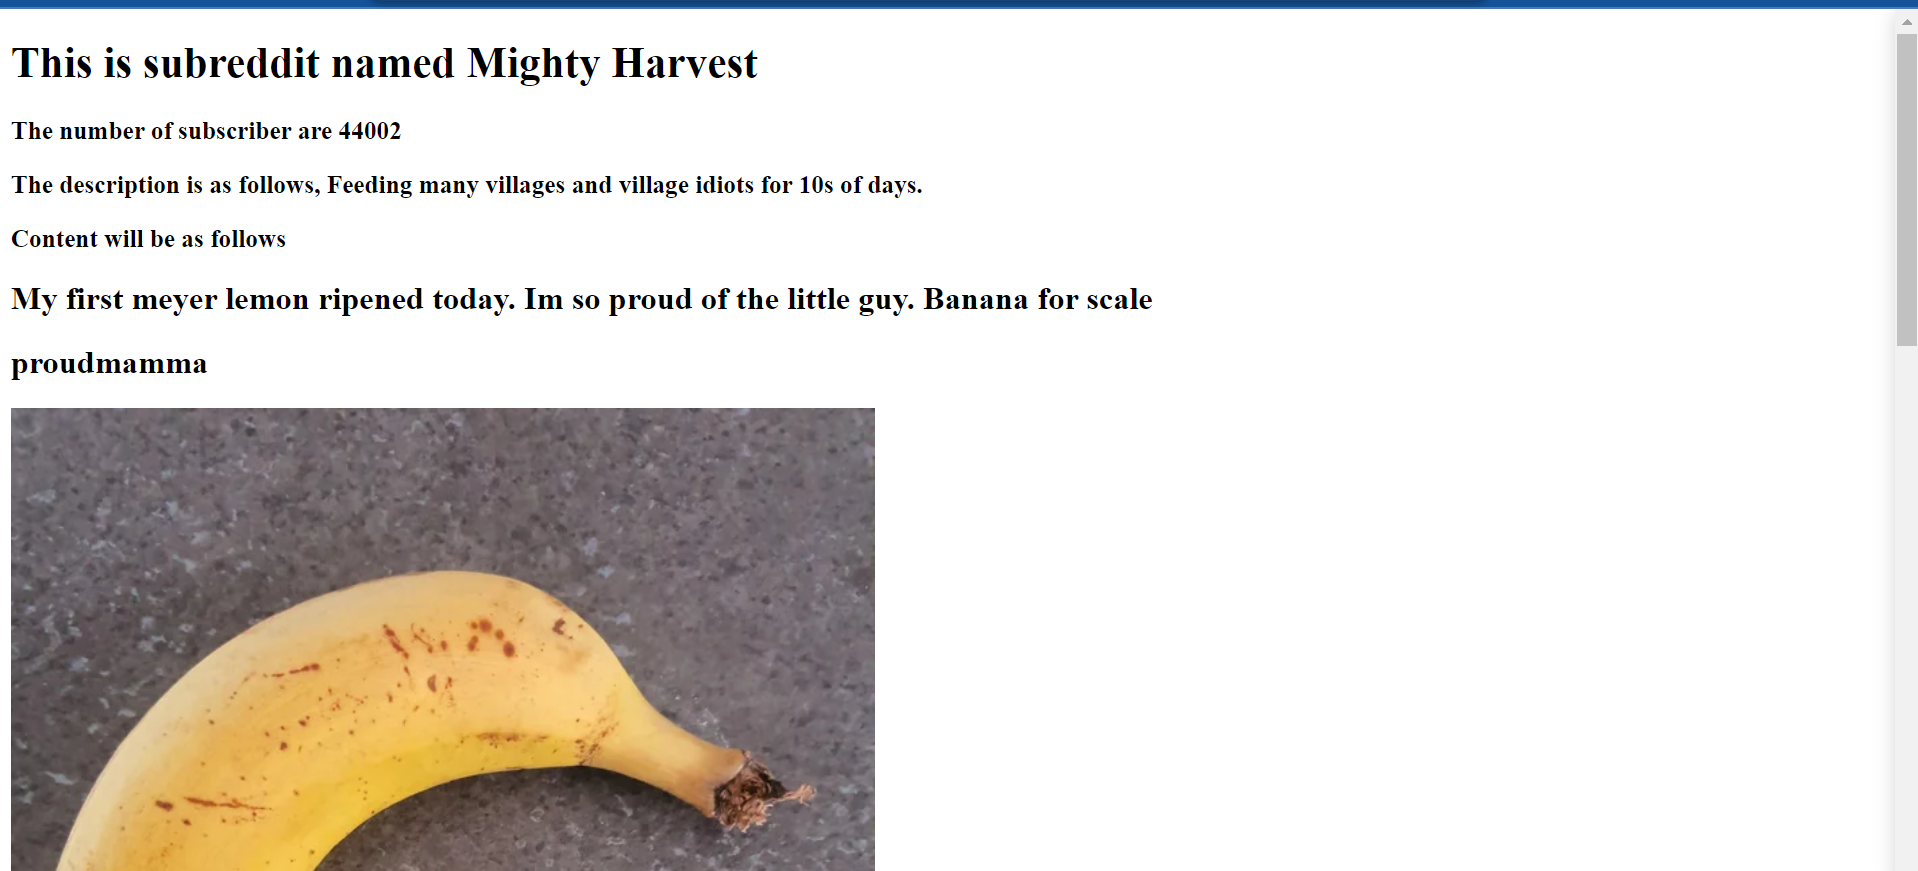 This is subreddit named Mighty Harvest
The number of subscriber are 44002
The description is as follows, Feeding many villages and village idiots for 10s of days.
Content will be as follows
My first meyer lemon ripened today. Im so proud of the little guy. Banana for scale
proudmamma